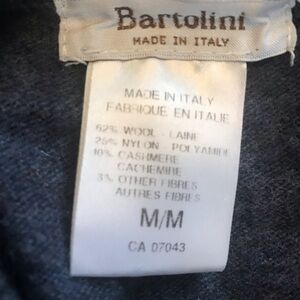 Bartolini
MADE IN ITALY
MADE IN ITALY
FABRIQUE EN ITALIE
62% WOOL - LAINE
25% NYLON - POLYAMIDE
10% CASHMERE
CACHEMIRE
3% OTHER FIBRES
AUTRES FIBRES
M/M
CA 07043